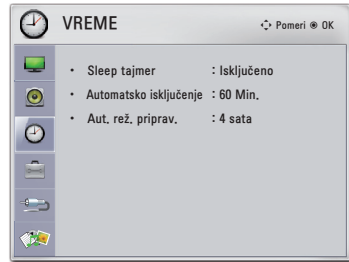 VREME
Pomeri OK
• Sleep tajmer : Isključeno
• Automatsko isključenje : 60 Min.
• Aut. rež. priprav. : 4 sata